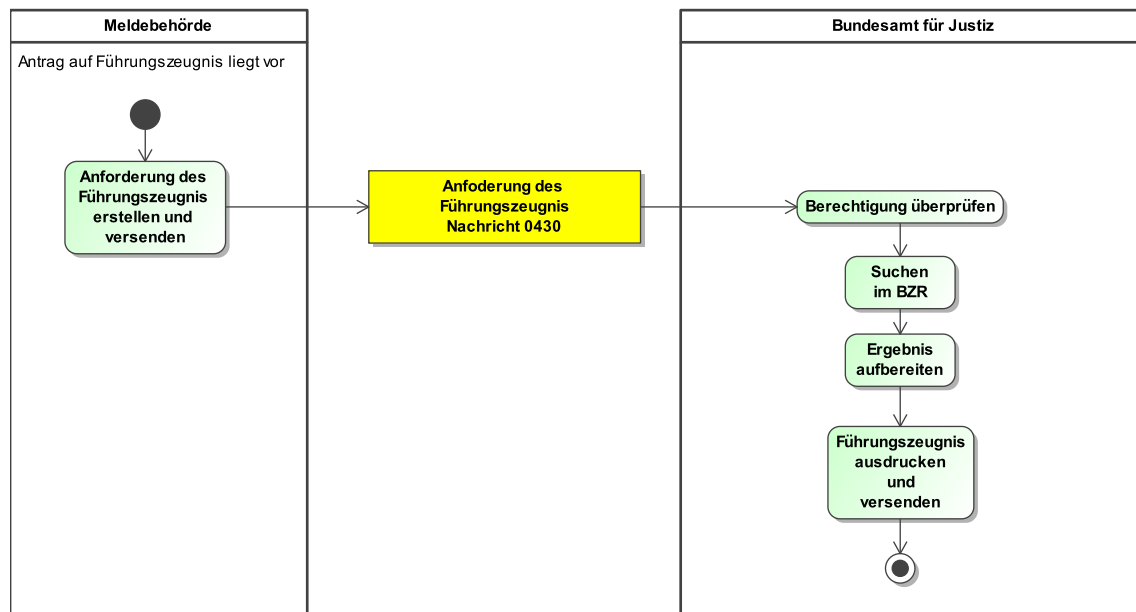 Meldebehörde
Bundesamt für Justiz
Antrag auf Führungszeugnis liegt vor
Anforderung des
Führungszeugnis
erstellen und
versenden
Anfoderung des
Führungszeugnis
Nachricht 0430
Berechtigung überprüfen
Suchen
im BZR
Ergebnis
aufbereiten
Führungszeugnis
ausdrucken
und
versenden